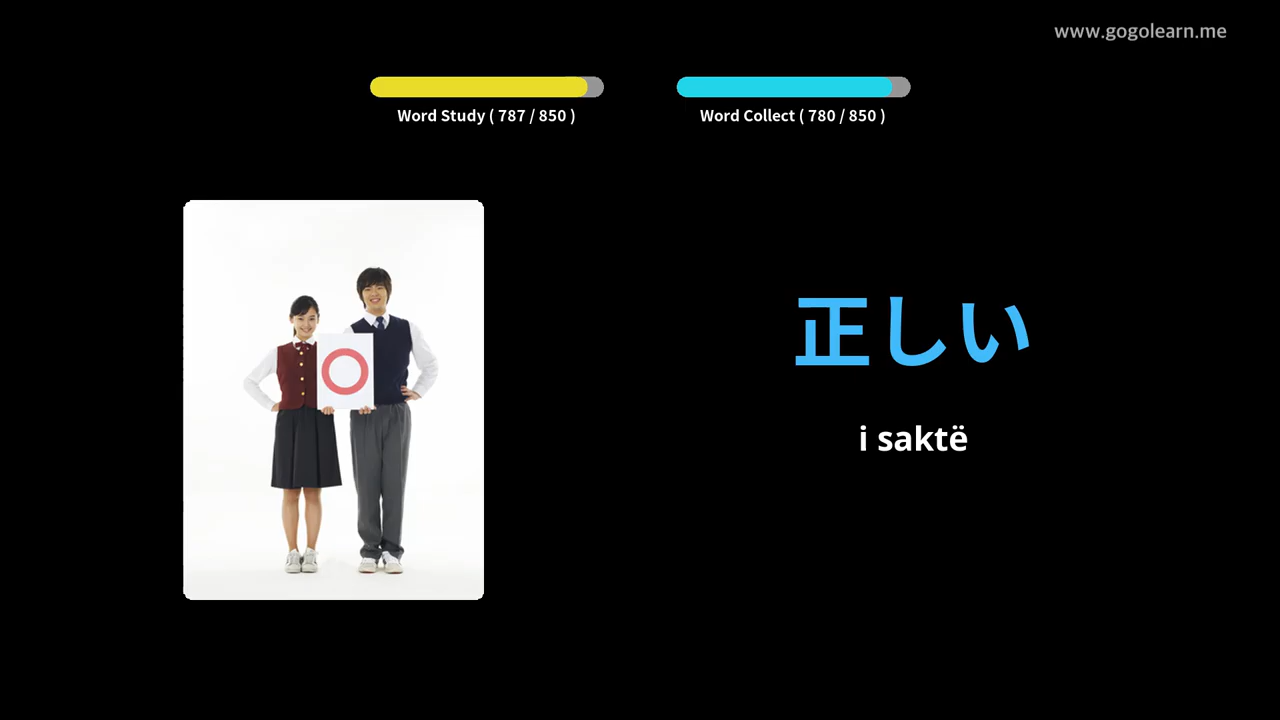 www.gogolearn.me
Word Study ( 787 / 850 )
Word Collect ( 780 / 850 )
正しい
i saktë